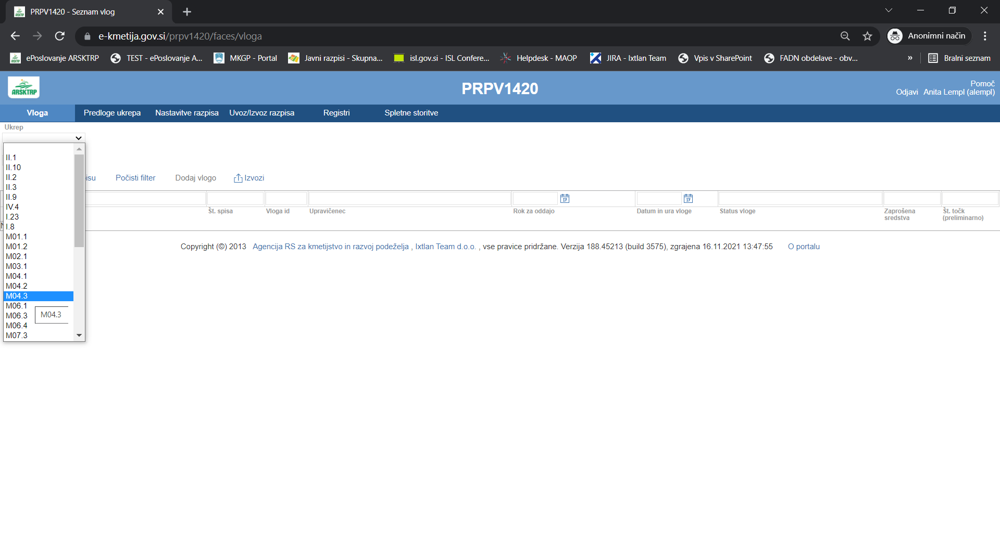 PRPV1420 - Seznam vlog
e-kmetija.gov.si/prpv1420/faces/vloga
Anonimni način
ePoslovanje ARSKTRP
TEST - ePoslovanje A...
MKGP - Portal
Javni razpisi - Skupna...
isl.gov.si - ISL Confere...
Helpdesk - MAOP
JIRA - Ixtlan Team
Vpis v SharePoint
FADN obdelave - obv...
»
Bralni seznam
ARSKTRP
PRPV1420
Pomoč
Odjavi Anita Lempl (alempl)
Vloga
Predloge ukrepa
Nastavitve razpisa
Uvoz/Izvoz razpisa
Registri
Spletne storitve
Ukrep
II.1
II.10
II.2
II.3
II.9
IV.4
I.23
I.8
M01.1
M01.2
M02.1
M03.1
M04.1
M04.2
M04.3
M06.1
M06.3
M04.3
M06.4
M07.3
isu
Počisti filter
Dodaj vlogo
Izvozi
17
17
Št. spisa
Vloga id
Upravičenec
Rok za oddajo
Datum in ura vloge
Status vloge
Zaprošena
sredstva
Št. točk
(preliminarno)
Copyright (©) 2013 Agencija RS za kmetijstvo in razvoj podeželja , Ixtlan Team d.o.o. , vse pravice pridržane. Verzija 188.45213 (build 3575), zgrajena 16.11.2021 13:47:55 O portalu